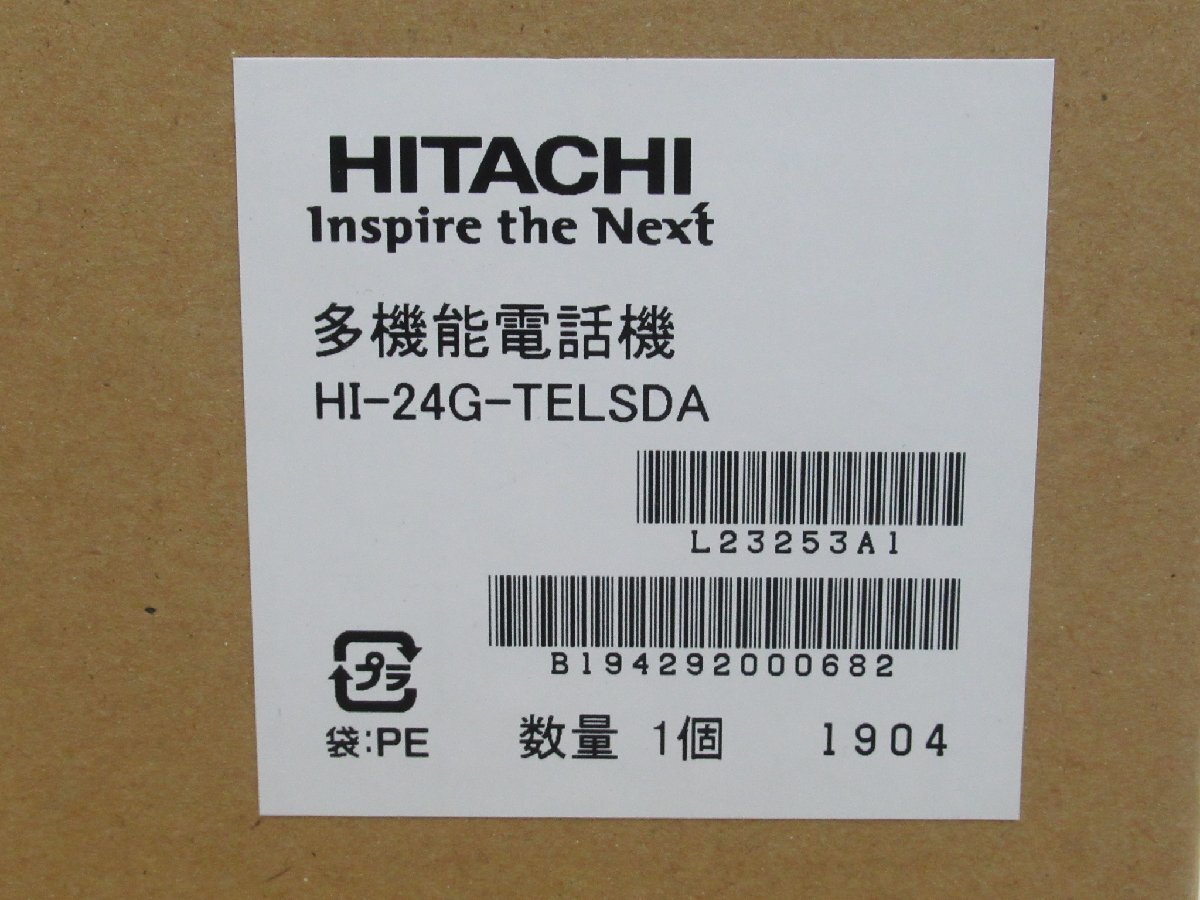 HITACHI
Inspire the Next
多機能電話機
HI-24G-TELSDA
L23253A1
B194292000682
プラ
袋:PE
数量 1個 1904